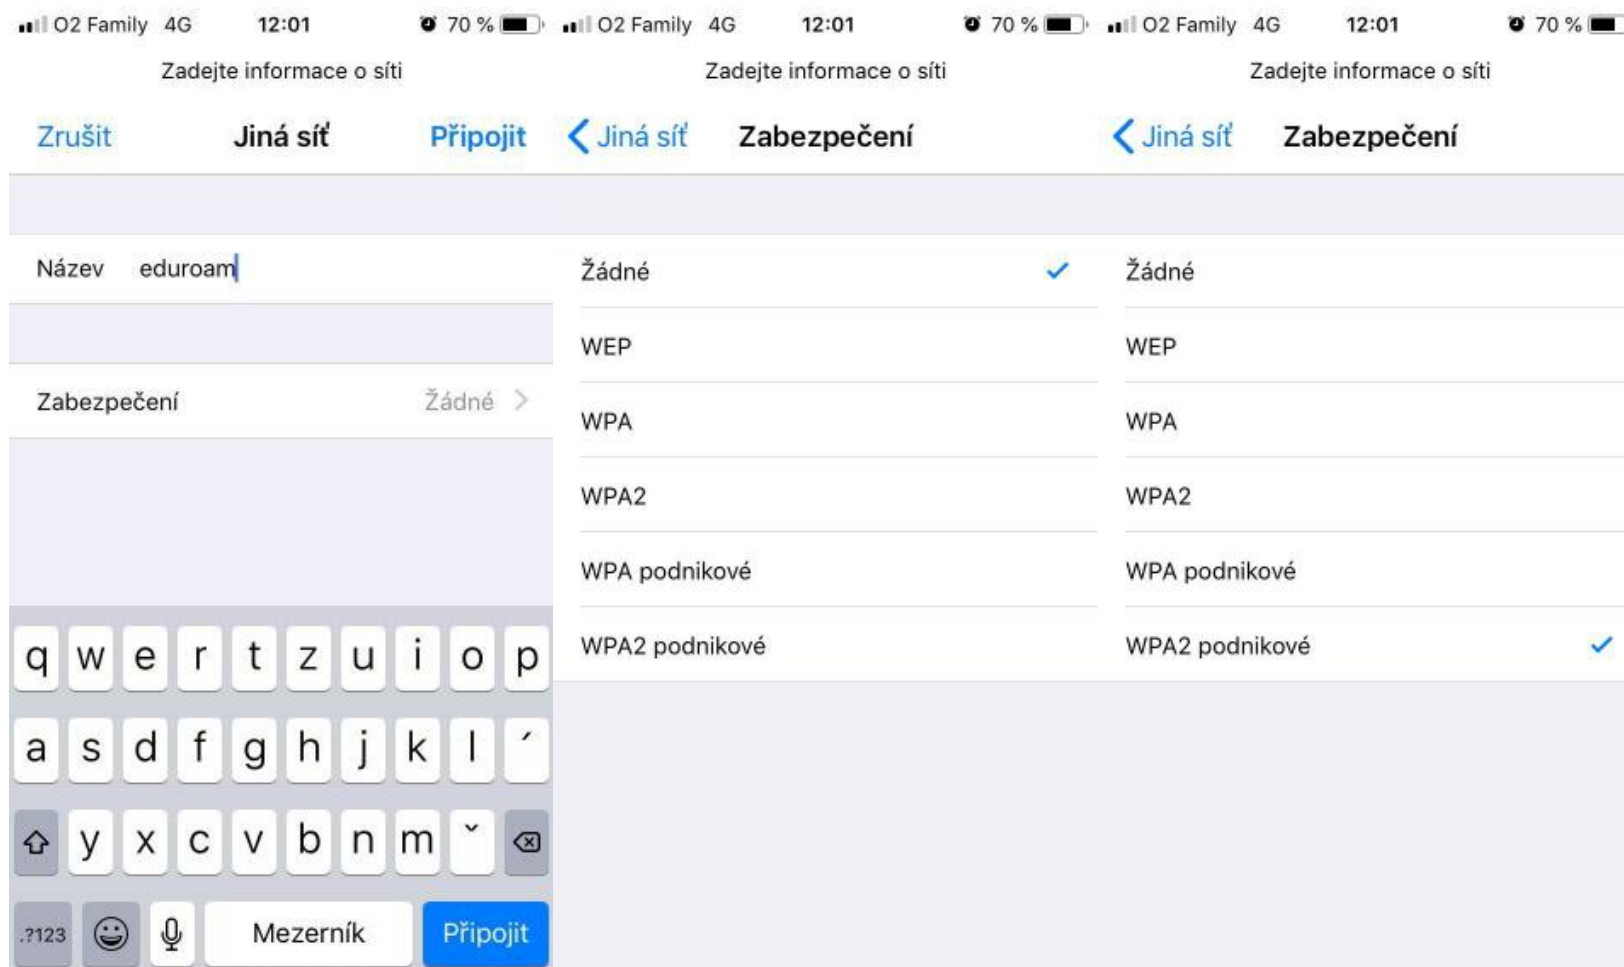 O2 Family 4G 12:01 70 %
Zadejte informace o síti
Zrušit Jiná síť Připojit
Název eduroam
Zabezpečení Žádné
q w e r t z u i o p
a s d f g h j k l ´
y x c v b n m ˇ
.?123 Mezerník Připojit
O2 Family 4G 12:01 70 %
Zadejte informace o síti
Jiná síť Zabezpečení
Žádné
WEP
WPA
WPA2
WPA podnikové
WPA2 podnikové
O2 Family 4G 12:01 70 %
Zadejte informace o síti
Jiná síť Zabezpečení
Žádné
WEP
WPA
WPA2
WPA podnikové
WPA2 podnikové